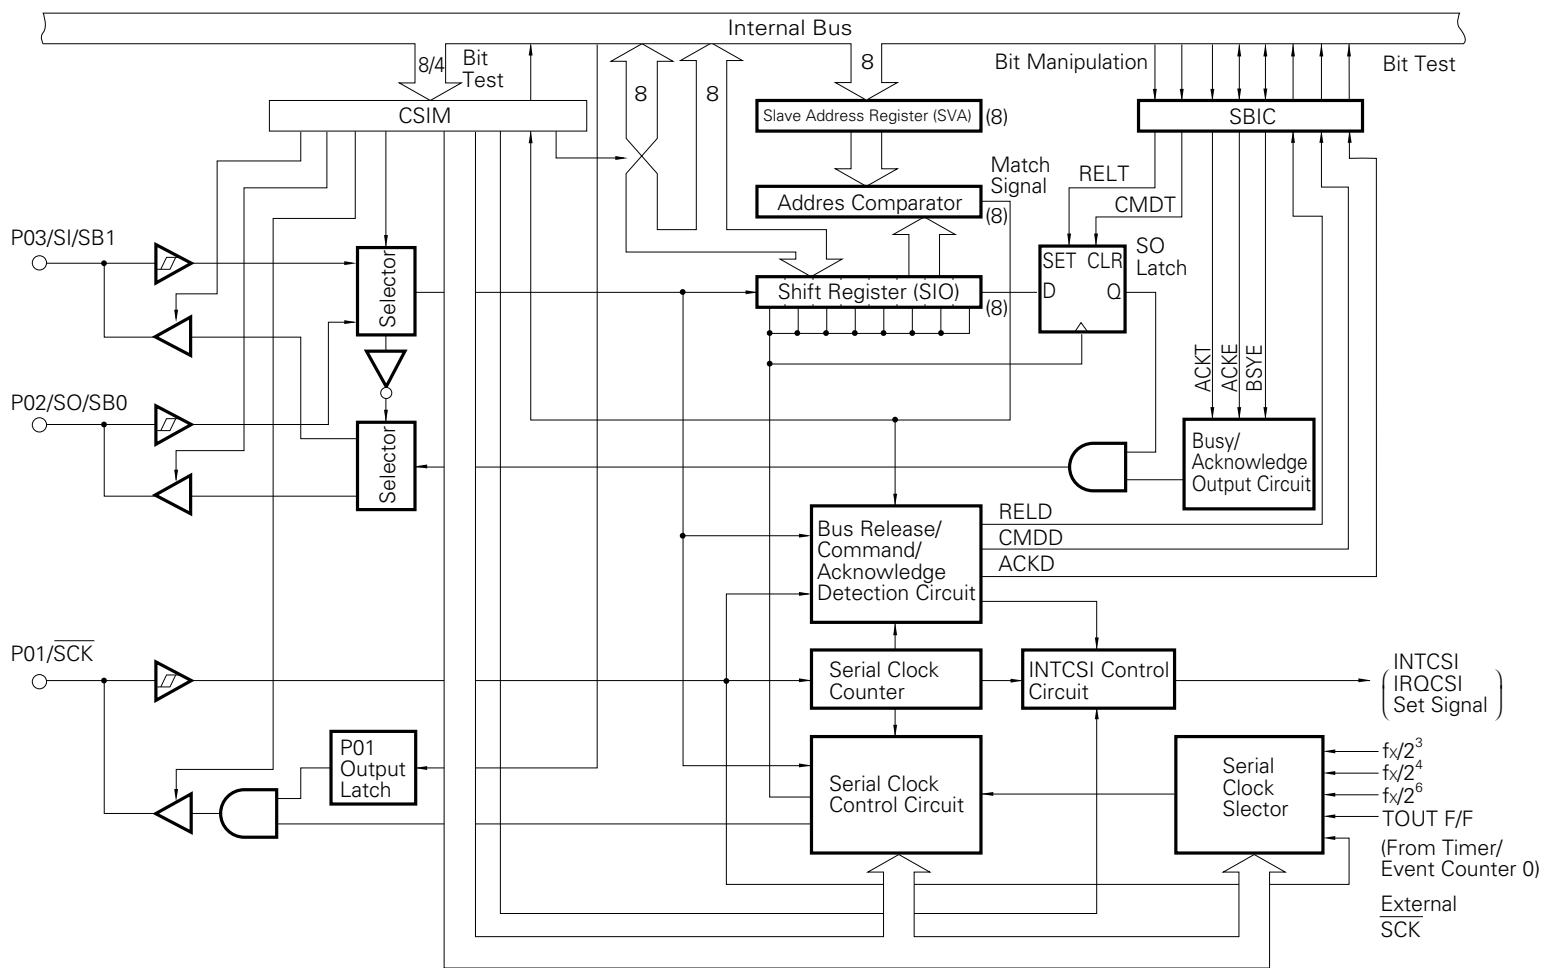 Internal Bus
8/4
Bit
Test
8
8
8
Bit Manipulation
Bit Test
CSIM
Slave Address Register (SVA)
(8)
SBIC
Match
Signal
RELT
CMDT
Addres Comparator
(8)
P03/SI/SB1
Selector
SET CLR
D Q
SO
Latch
Shift Register (SIO)
(8)
ACKT
ACKE
BSYE
P02/SO/SB0
Selector
Busy/
Acknowledge
Output Circuit
Bus Release/
Command/
Acknowledge
Detection Circuit
RELD
CMDD
ACKD
P01/S̅C̅K̅
Serial Clock
Counter
INTCSI Control
Circuit
INTCSI
IRQCSI
Set Signal
P01
Output
Latch
Serial Clock
Control Circuit
Serial
Clock
Slector
fx/2³
fx/2⁴
fx/2⁶
TOUT F/F
(From Timer/
Event Counter 0)
External
S̅C̅K̅